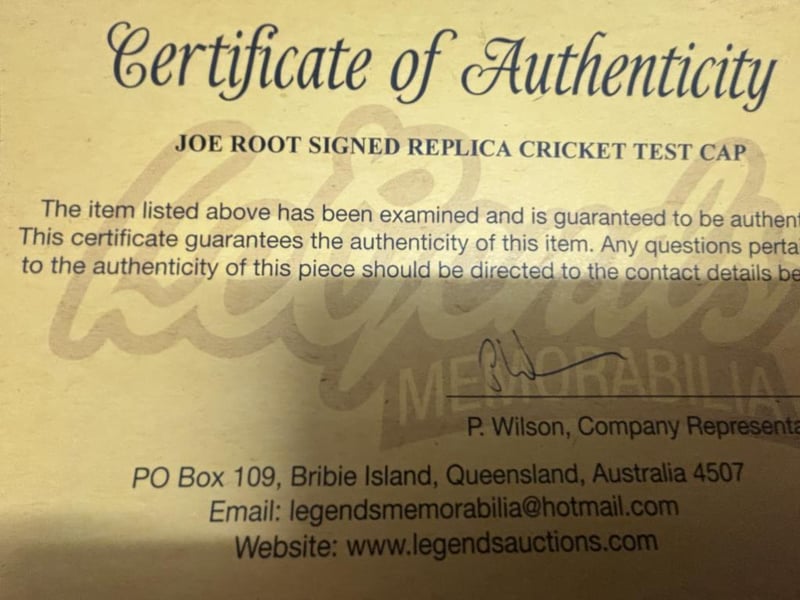 Certificate of Authenticity
JOE ROOT SIGNED REPLICA CRICKET TEST CAP
Legends
MEMORABILIA
The item listed above has been examined and is guaranteed to be authent
This certificate guarantees the authenticity of this item. Any questions perta
to the authenticity of this piece should be directed to the contact details be
P. Wilson, Company Representa
PO Box 109, Bribie Island, Queensland, Australia 4507
Email: legendsmemorabilia@hotmail.com
Website: www.legendsauctions.com